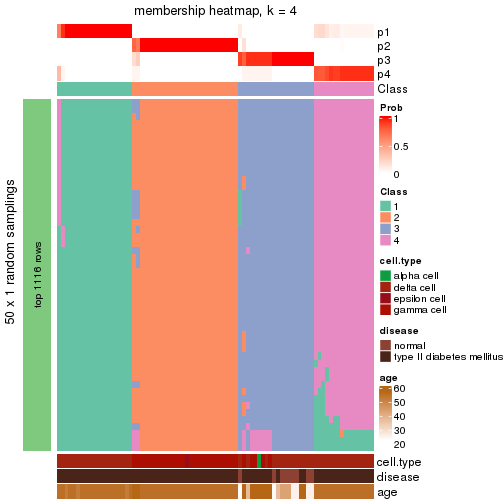 membership heatmap, k = 4
p1
p2
p3
p4
Class
50 x 1 random samplings
top 1116 rows
Prob
1
0.5
0
Class
1
2
3
4
cell.type
alpha cell
delta cell
epsilon cell
gamma cell
disease
normal
type II diabetes mellitus
age
60
50
40
30
20
cell.type
disease
age